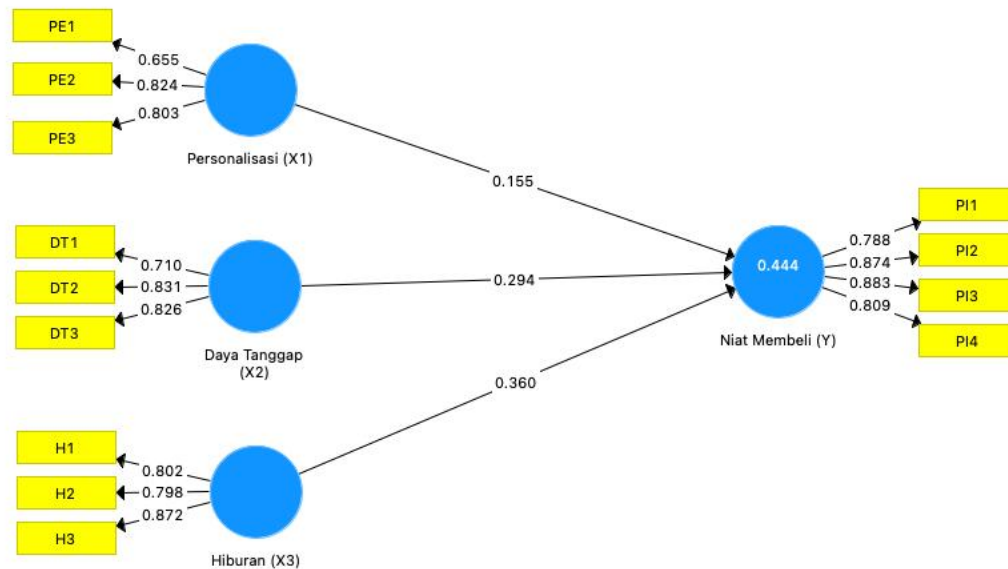 PE1
0.655
PE2
0.824
0.803
PE3
Personalisasi (X1)
0.155
DT1
0.710
DT2
0.831
0.826
DT3
Daya Tanggap
(X2)
0.294
H1
0.802
H2
0.798
0.872
H3
Hiburan (X3)
0.360
0.444
Niat Membeli (Y)
PI1
0.788
PI2
0.874
0.883
PI3
0.809
PI4